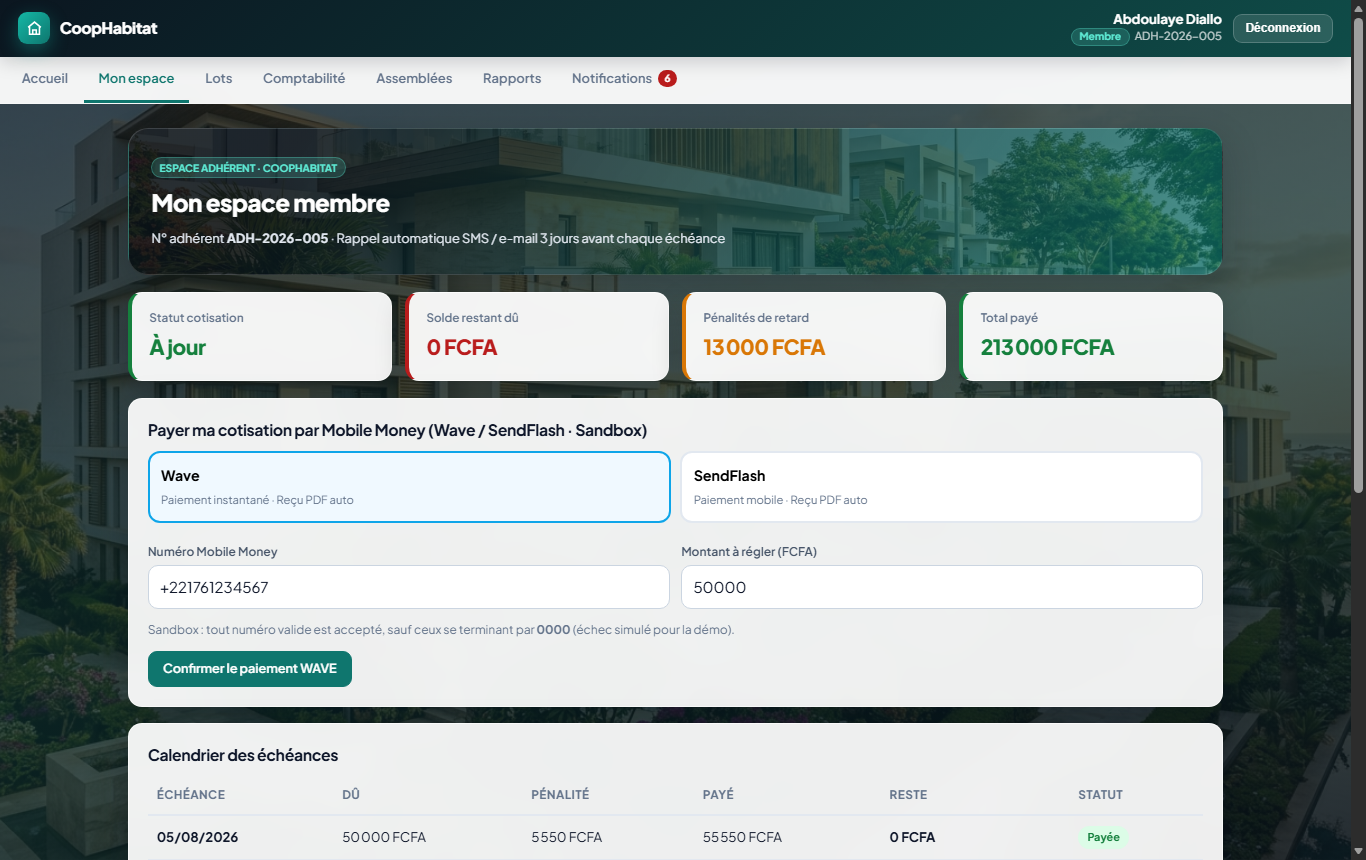 CoopHabitat
Abdoulaye Diallo
Membre ADH-2026-005
Déconnexion
Accueil Mon espace Lots Comptabilité Assemblées Rapports Notifications 6
ESPACE ADHÉRENT · COOPHABITAT
Mon espace membre
N° adhérent ADH-2026-005 · Rappel automatique SMS / e-mail 3 jours avant chaque échéance
Statut cotisation
À jour
Solde restant dû
0 FCFA
Pénalités de retard
13 000 FCFA
Total payé
213 000 FCFA
Payer ma cotisation par Mobile Money (Wave / SendFlash · Sandbox)
Wave
Paiement instantané · Reçu PDF auto
SendFlash
Paiement mobile · Reçu PDF auto
Numéro Mobile Money
+221761234567
Montant à régler (FCFA)
50000
Sandbox : tout numéro valide est accepté, sauf ceux se terminant par 0000 (échec simulé pour la démo).
Confirmer le paiement WAVE
Calendrier des échéances
ÉCHÉANCE DÛ PÉNALITÉ PAYÉ RESTE STATUT
05/08/2026 50 000 FCFA 5 550 FCFA 55 550 FCFA 0 FCFA Payée